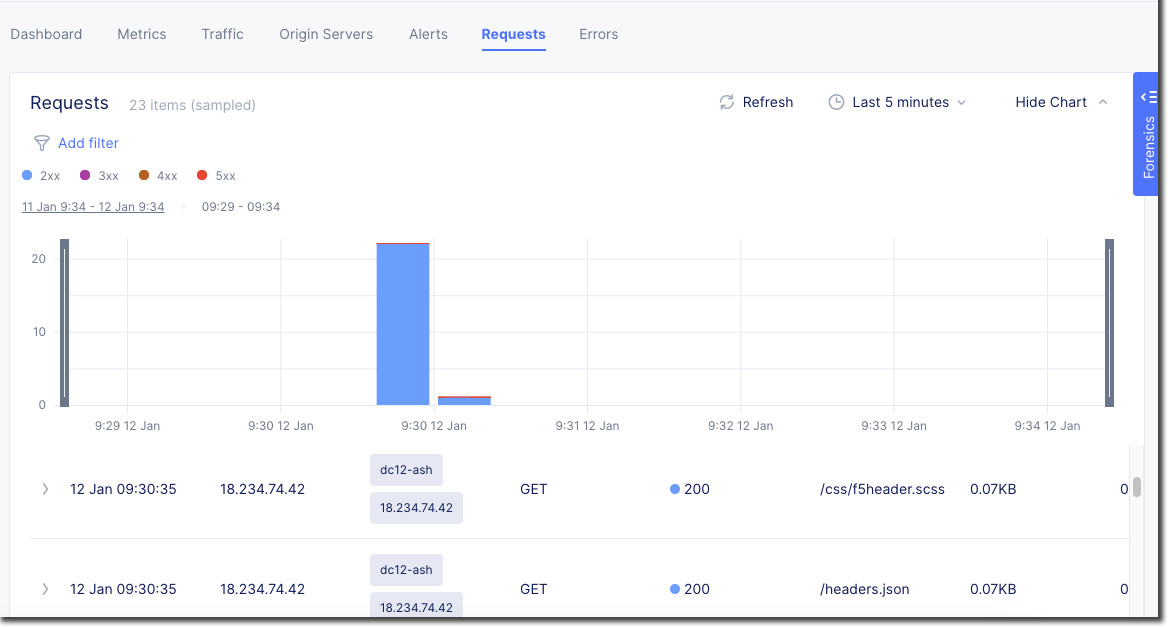 Dashboard Metrics Traffic Origin Servers Alerts Requests Errors
Requests 23 items (sampled) Refresh Last 5 minutes Hide Chart
Forensics
Add filter
2xx 3xx 4xx 5xx
11 Jan 9:34 - 12 Jan 9:34 09:29 - 09:34
20
10
0
9:29 12 Jan 9:30 12 Jan 9:30 12 Jan 9:31 12 Jan 9:32 12 Jan 9:33 12 Jan 9:34 12 Jan
dc12-ash
12 Jan 09:30:35 18.234.74.42 GET 200 /css/f5header.scss 0.07KB 0
18.234.74.42
dc12-ash
12 Jan 09:30:35 18.234.74.42 GET 200 /headers.json 0.07KB 0
18.234.74.42